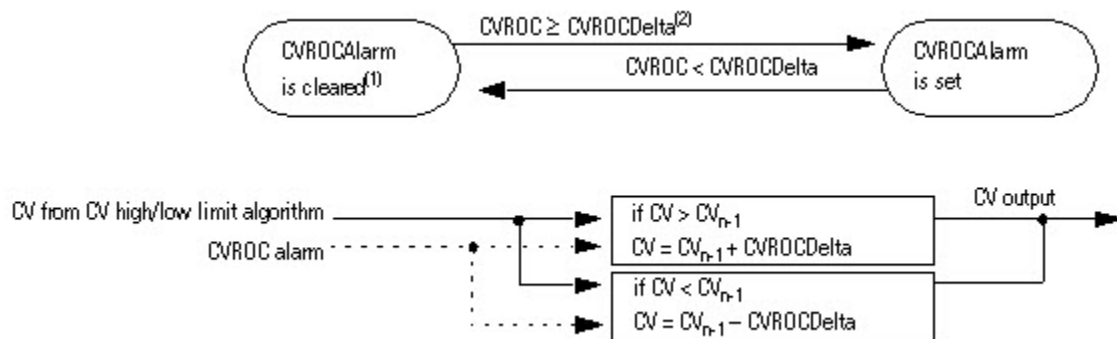 CVROC ≥ CVROCDelta(2)
CVROCAlarm
is cleared(1)
CVROC < CVROCDelta
CVROCAlarm
is set
CV from CV high/low limit algorithm
CVROC alarm
if CV > CVn-1
CV = CVn-1 + CVROCDelta
if CV < CVn-1
CV = CVn-1 – CVROCDelta
CV output